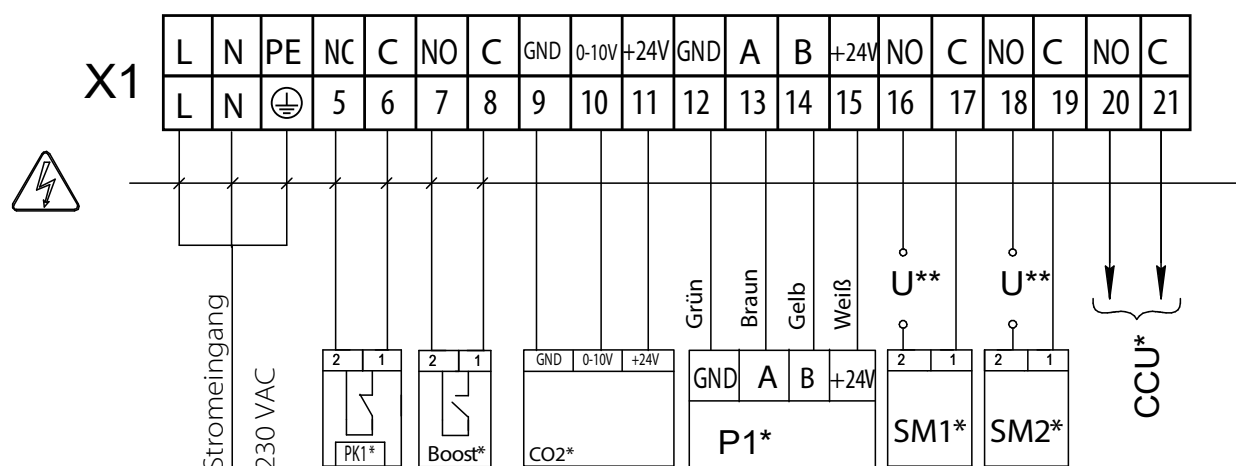 X1
L N PE NC C NO C GND 0-10V +24V GND A B +24V NO C NO C NO C
L N 5 6 7 8 9 10 11 12 13 14 15 16 17 18 19 20 21
Stromeingang
230 VAC
2 1
PK1*
2 1
Boost*
GND 0-10V +24V
CO2*
Grün
Braun
Gelb
Weiß
GND A B +24V
P1*
U**
2 1
SM1*
U**
2 1
SM2*
CCU*